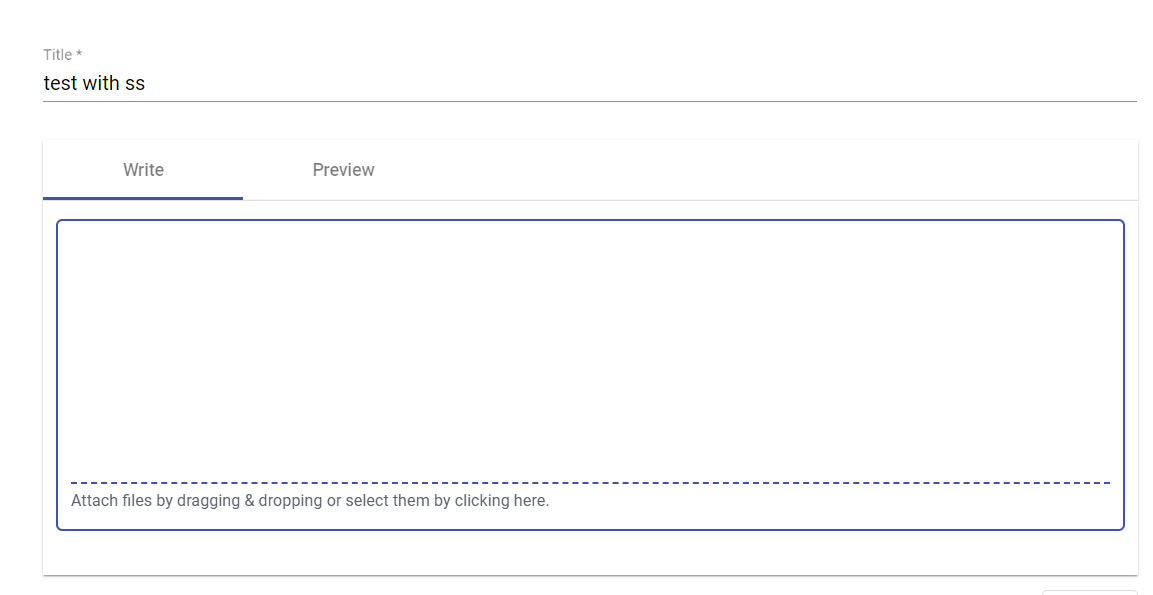 Title *
test with ss
Write
Preview
Attach files by dragging & dropping or select them by clicking here.